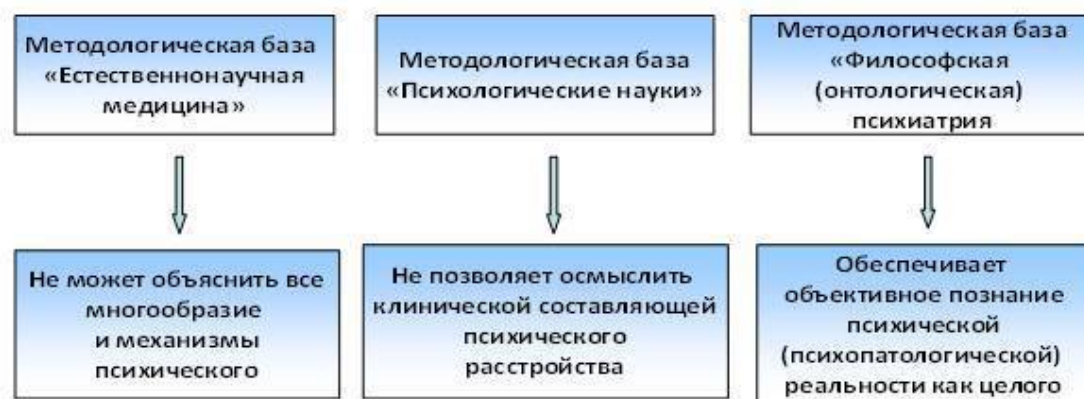 Методологическая база
«Естественнонаучная
медицина»
Методологическая база
«Психологические науки»
Методологическая база
«Философская
(онтологическая)
психиатрия
Не может объяснить все
многообразие
и механизмы
психического
Не позволяет осмыслить
клинической составляющей
психического
расстройства
Обеспечивает
объективное познание
психической
(психопатологической)
реальности как целого